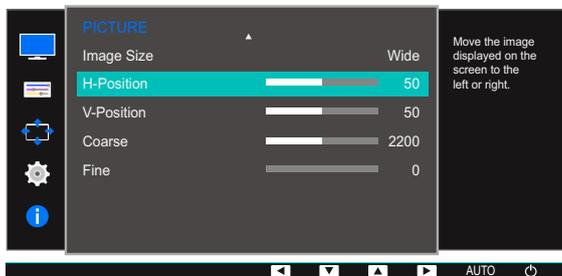 PICTURE
Image Size Wide
H-Position 50
V-Position 50
Coarse 2200
Fine 0
Move the image
displayed on the
screen to the
left or right.
AUTO